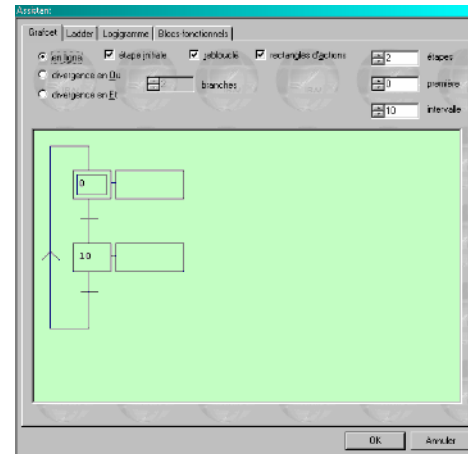 Assistant
Grafcet Ladder Logigramme Blocs-fonctionnels
en ligne étape initiale rebouclé rectangles d'actions 2 étapes
divergence en Ou 2 branches 0 première
divergence en Et
10 intervalle
0
10
OK Annuler